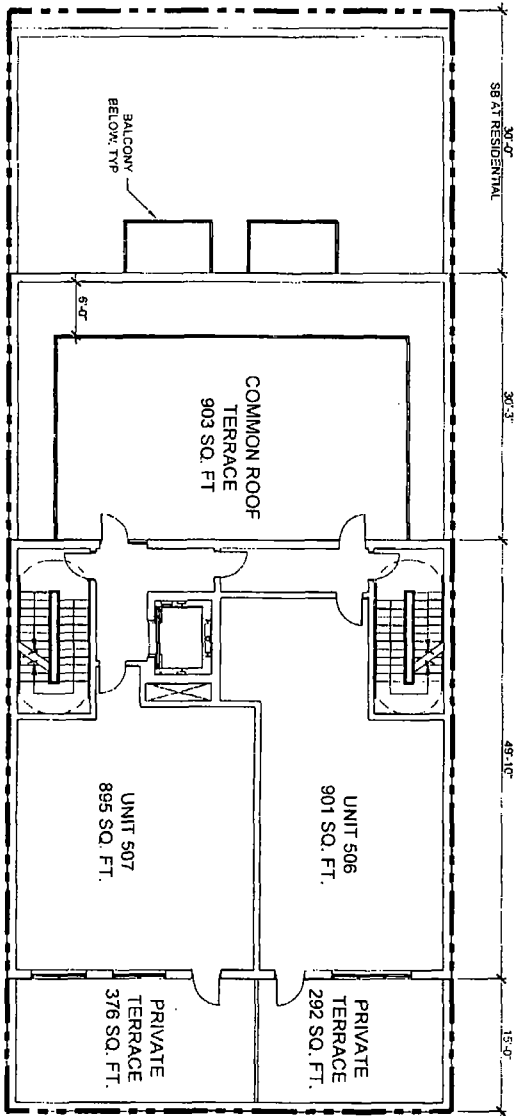 30'-0"
SB AT RESIDENTIAL
30'-3"
49'-10"
15'-0"
BALCONY
BELOW, TYP
6'-0"
COMMON ROOF
TERRACE
903 SQ. FT
UNIT 506
901 SQ. FT.
UNIT 507
895 SQ. FT.
PRIVATE
TERRACE
292 SQ. FT.
PRIVATE
TERRACE
376 SQ. FT.